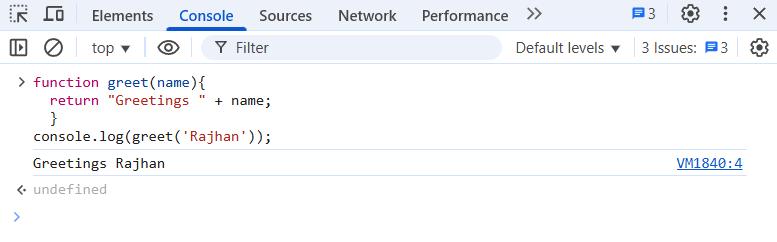 Elements Console Sources Network Performance 3
top Filter Default levels 3 Issues: 3
function greet(name){
return "Greetings " + name;
}
console.log(greet('Rajhan'));
Greetings Rajhan VM1840:4
undefined